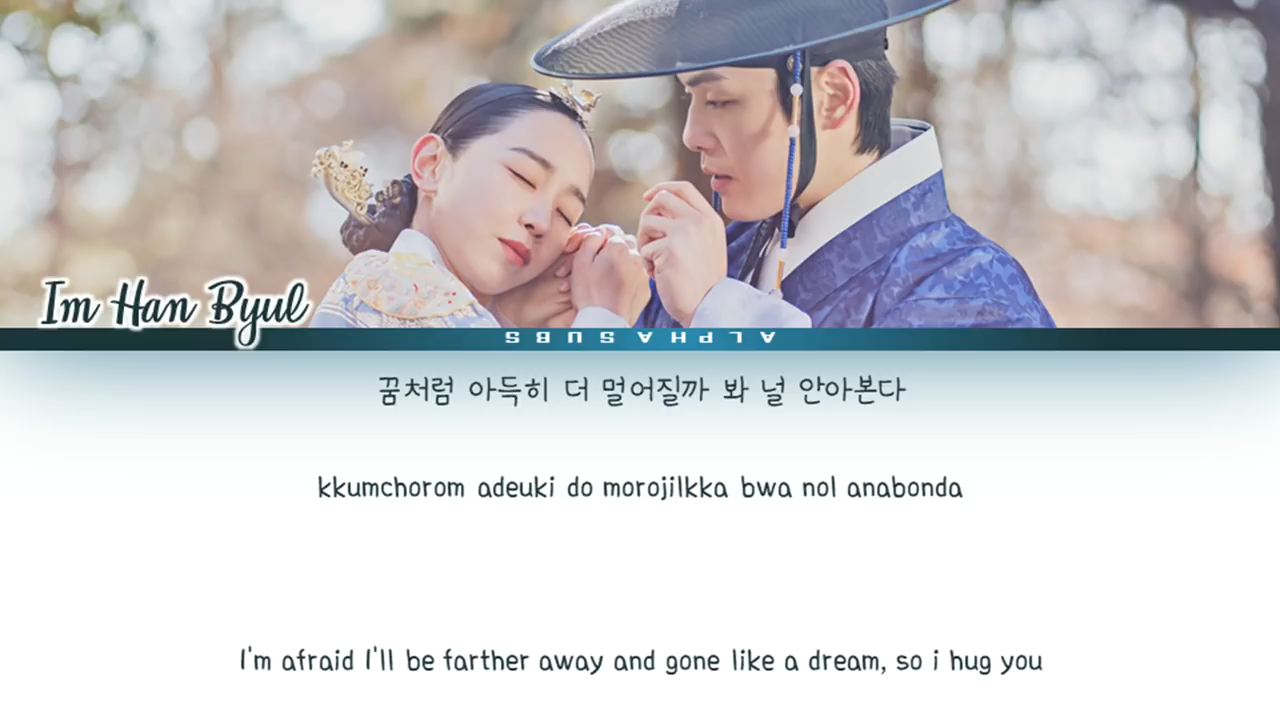 Im Han Byul
ALPHASUBS
꿈처럼 아득히 더 멀어질까 봐 널 안아본다
kkumchorom adeuki do morojilkka bwa nol anabonda
I'm afraid I'll be farther away and gone like a dream, so i hug you